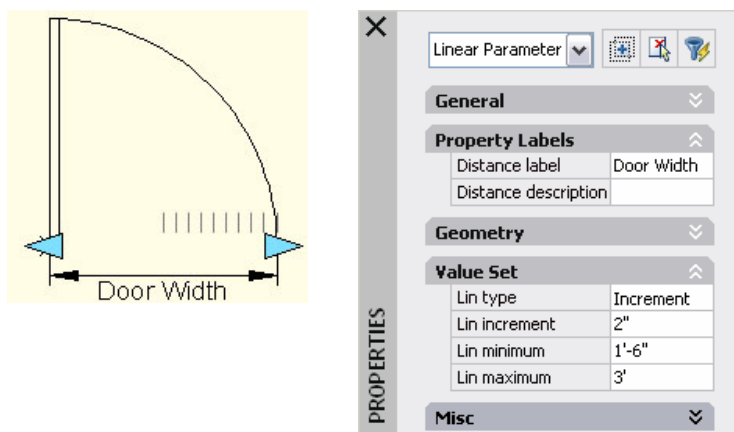 Door Width
PROPERTIES
Linear Parameter
General
Property Labels
Distance label Door Width
Distance description
Geometry
Value Set
Lin type Increment
Lin increment 2"
Lin minimum 1'-6"
Lin maximum 3'
Misc